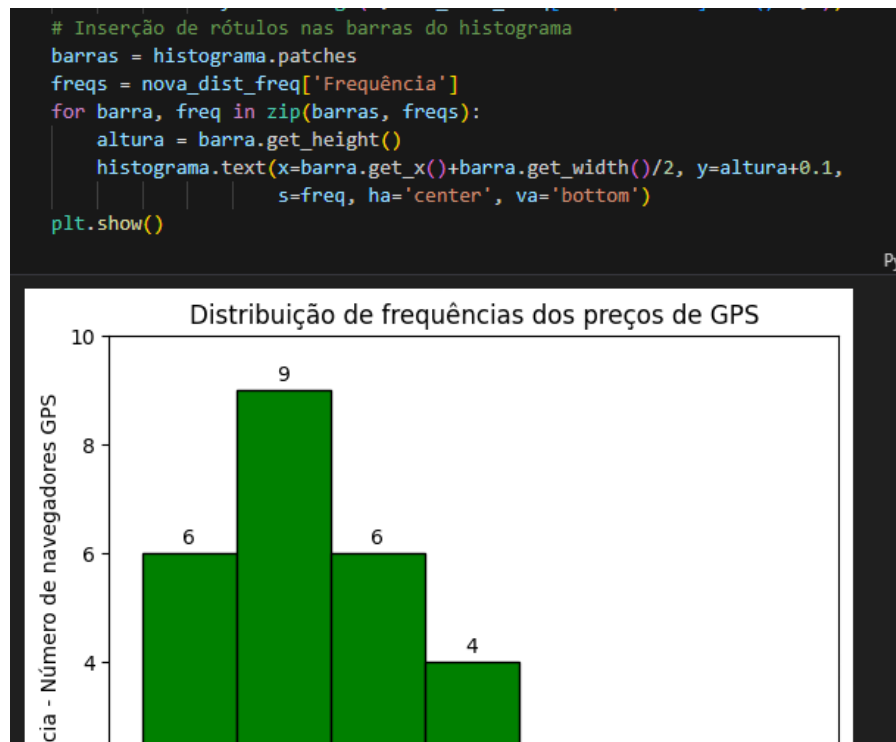 # Inserção de rótulos nas barras do histograma
barras = histograma.patches
freqs = nova_dist_freq['Frequência']
for barra, freq in zip(barras, freqs):
    altura = barra.get_height()
    histograma.text(x=barra.get_x()+barra.get_width()/2, y=altura+0.1,
                    s=freq, ha='center', va='bottom')
plt.show()
Distribuição de frequências dos preços de GPS
10
9
8
6
6
6
4
4
cia - Número de navegadores GPS